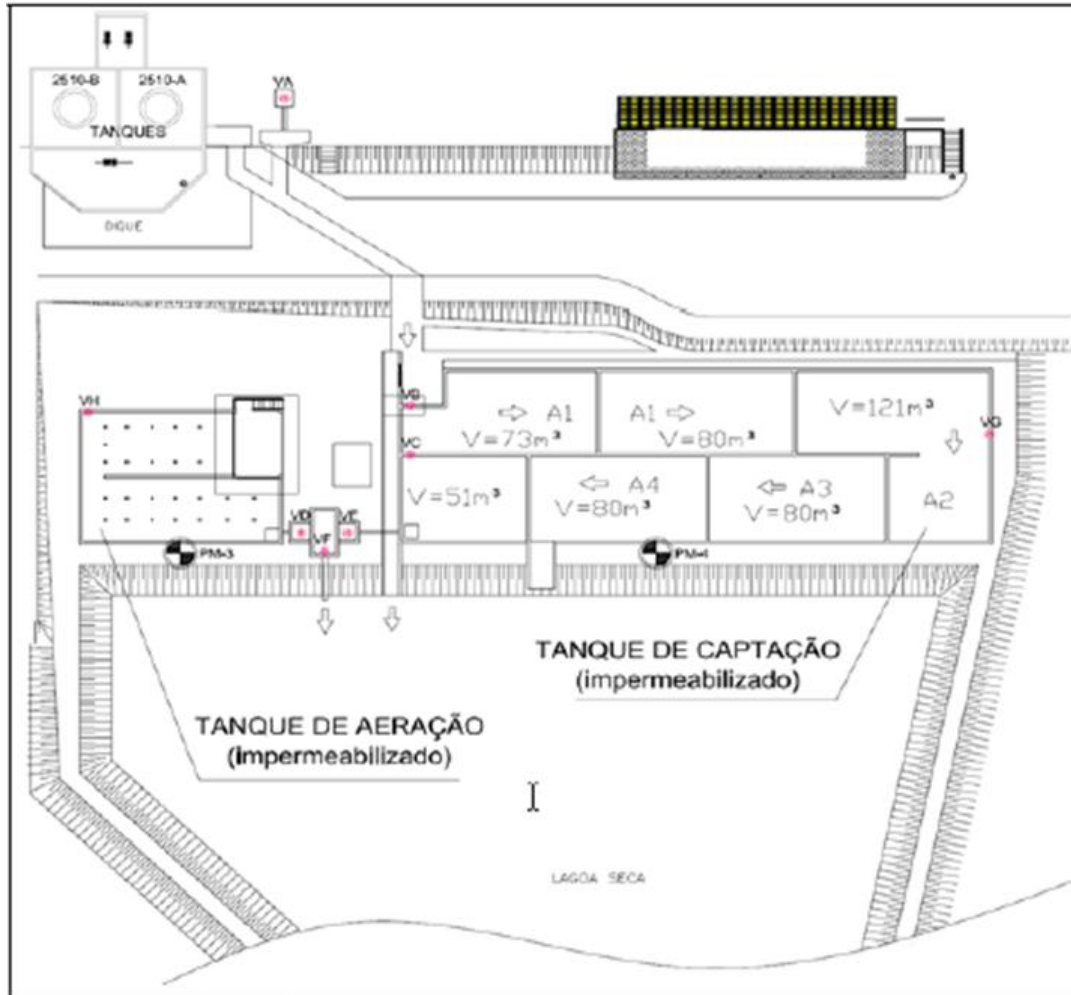 2510-B 2510-A
TANQUES
VA
DIQUE
VH
VB
VC
A1
V=73m³
A1
V=80m³
V=121m³
VG
V=51m³
A4
V=80m³
A3
V=80m³
A2
VD
VE
VF
PM-3
PM-4
TANQUE DE AERAÇÃO
(impermeabilizado)
TANQUE DE CAPTAÇÃO
(impermeabilizado)
LAGOA SECA